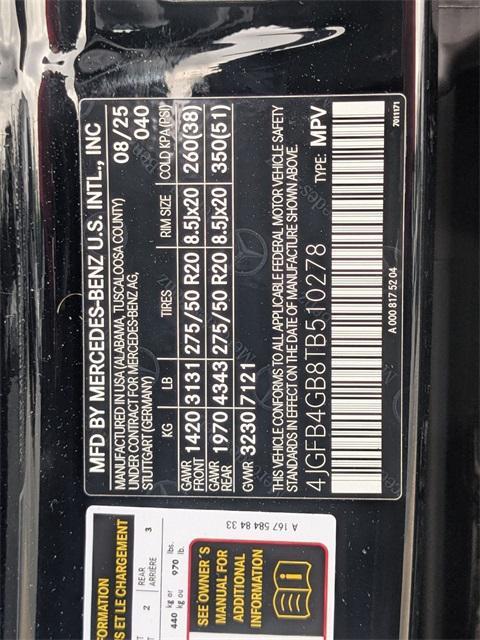 MFD BY MERCEDES-BENZ U.S. INTL., INC
MANUFACTURED IN USA (ALABAMA, TUSCALOOSA COUNTY)
UNDER CONTRACT FOR MERCEDES-BENZ AG,
STUTTGART (GERMANY)
08/25
040
KG LB TIRES RIM SIZE COLD KPA(PSI)
GAWR FRONT 1420 3131 275/50 R20 8.5Jx20 260(38)
GAWR REAR 1970 4343 275/50 R20 8.5Jx20 350(51)
GVWR 3230 7121
THIS VEHICLE CONFORMS TO ALL APPLICABLE FEDERAL MOTOR VEHICLE SAFETY
STANDARDS IN EFFECT ON THE DATE OF MANUFACTURE SHOWN ABOVE.
4JGFB4GB8TB510278 TYPE: MPV
A 000 817 52 04 7011171
ES ET LE CHARGEMENT
2 REAR ARRIÈRE 3
440 kg or kg ou 970 lbs. lb.
SEE OWNER'S
MANUAL FOR
ADDITIONAL
INFORMATION
A 167 584 84 33